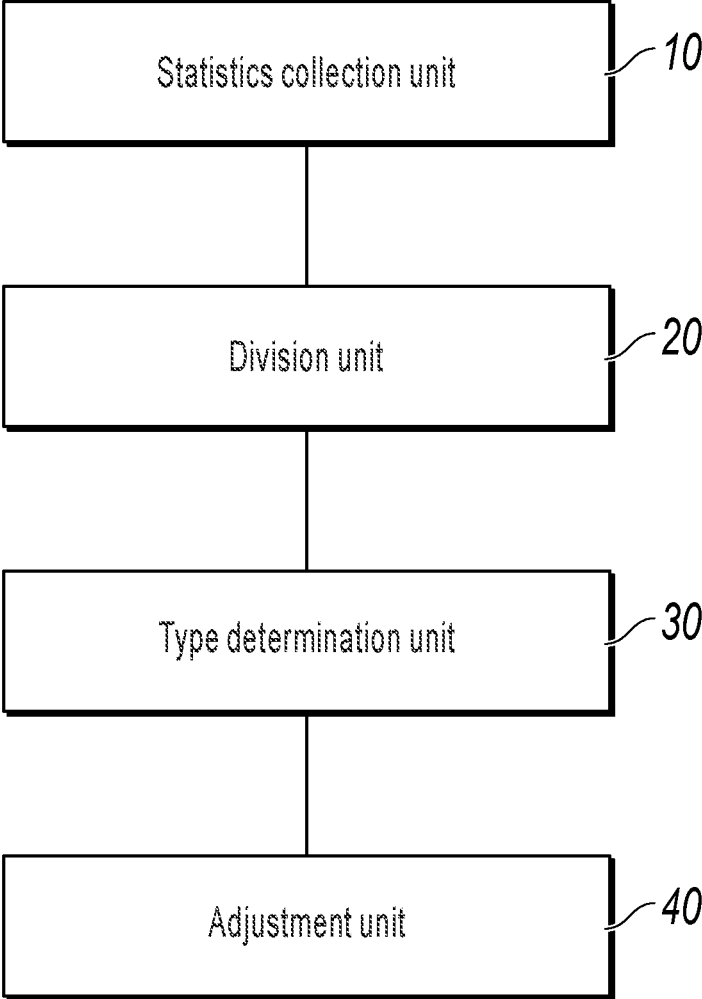 Statistics collection unit
10
Division unit
20
Type determination unit
30
Adjustment unit
40